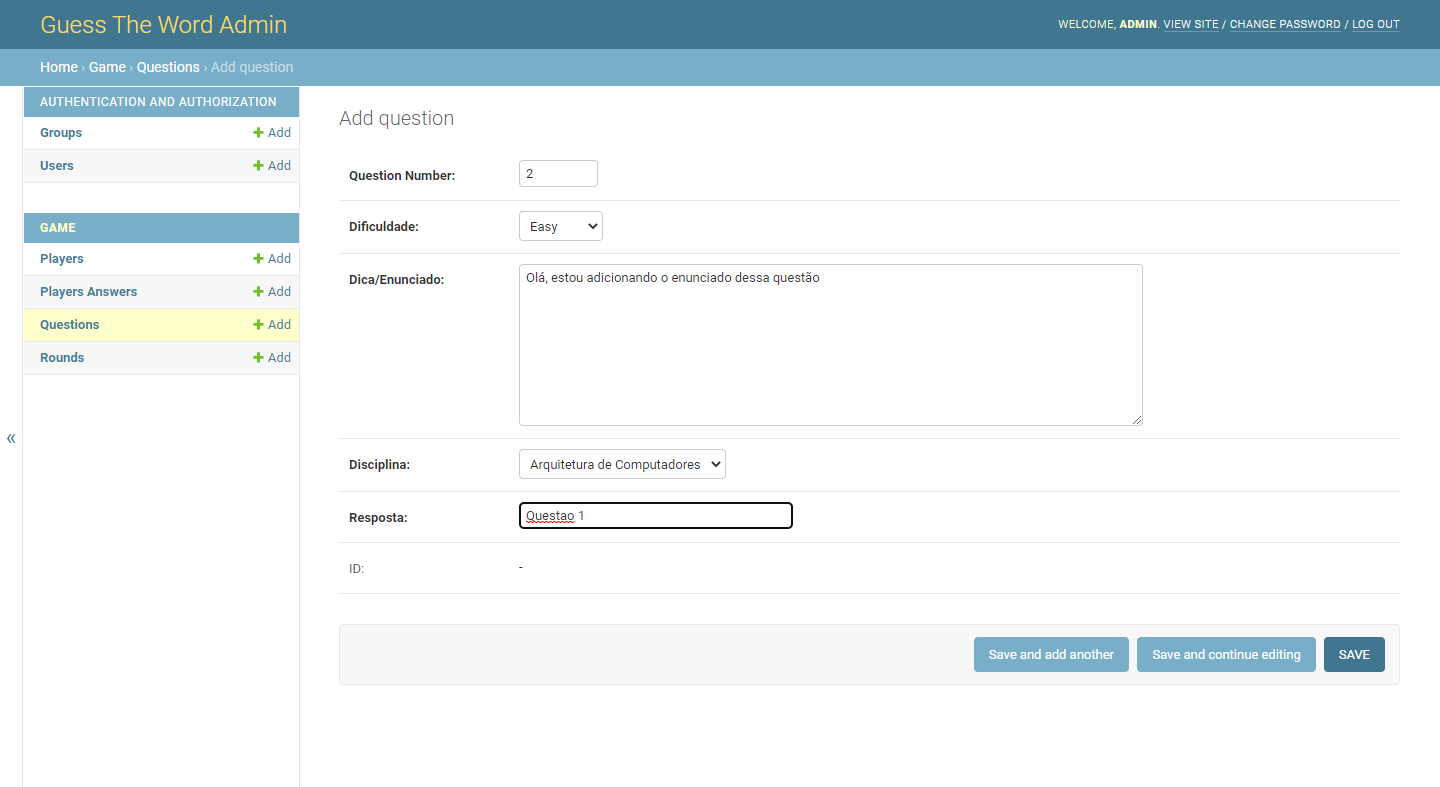 Guess The Word Admin
WELCOME, ADMIN. VIEW SITE / CHANGE PASSWORD / LOG OUT
Home › Game › Questions › Add question
AUTHENTICATION AND AUTHORIZATION
Groups + Add
Users + Add
GAME
Players + Add
Players Answers + Add
Questions + Add
Rounds + Add
«
Add question
Question Number: 2
Dificuldade: Easy
Dica/Enunciado: Olá, estou adicionando o enunciado dessa questão
Disciplina: Arquitetura de Computadores
Resposta: Questao 1
ID: -
Save and add another Save and continue editing SAVE